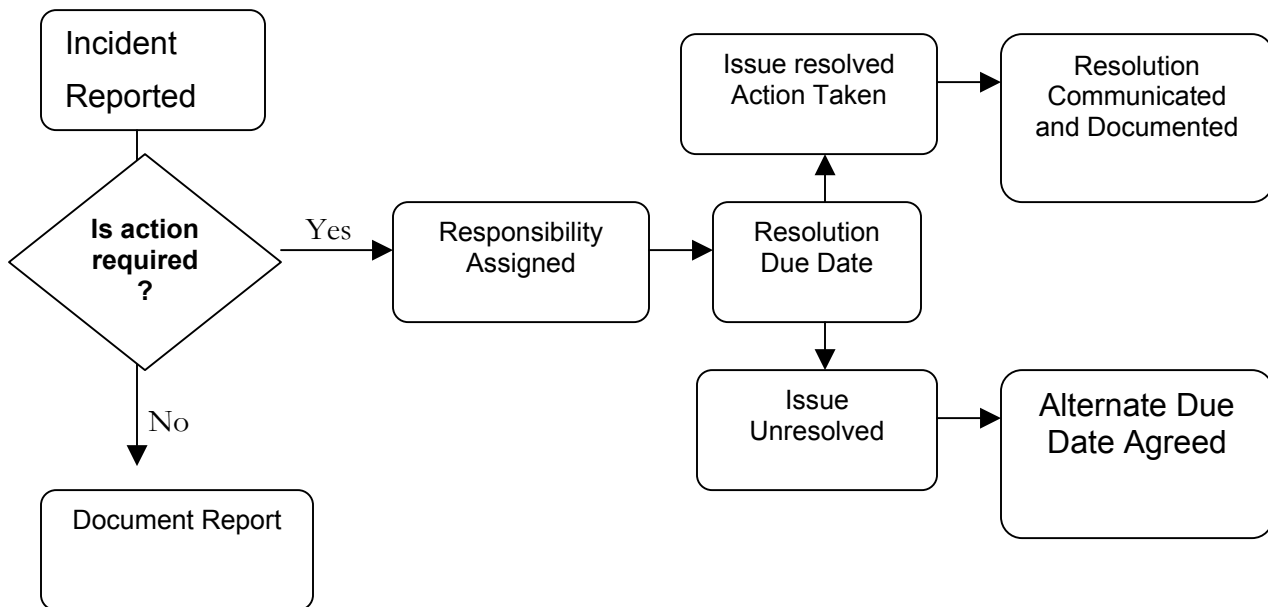 Incident
Reported
Is action
required
?
Yes
No
Document Report
Responsibility
Assigned
Resolution
Due Date
Issue resolved
Action Taken
Resolution
Communicated
and Documented
Issue
Unresolved
Alternate Due
Date Agreed